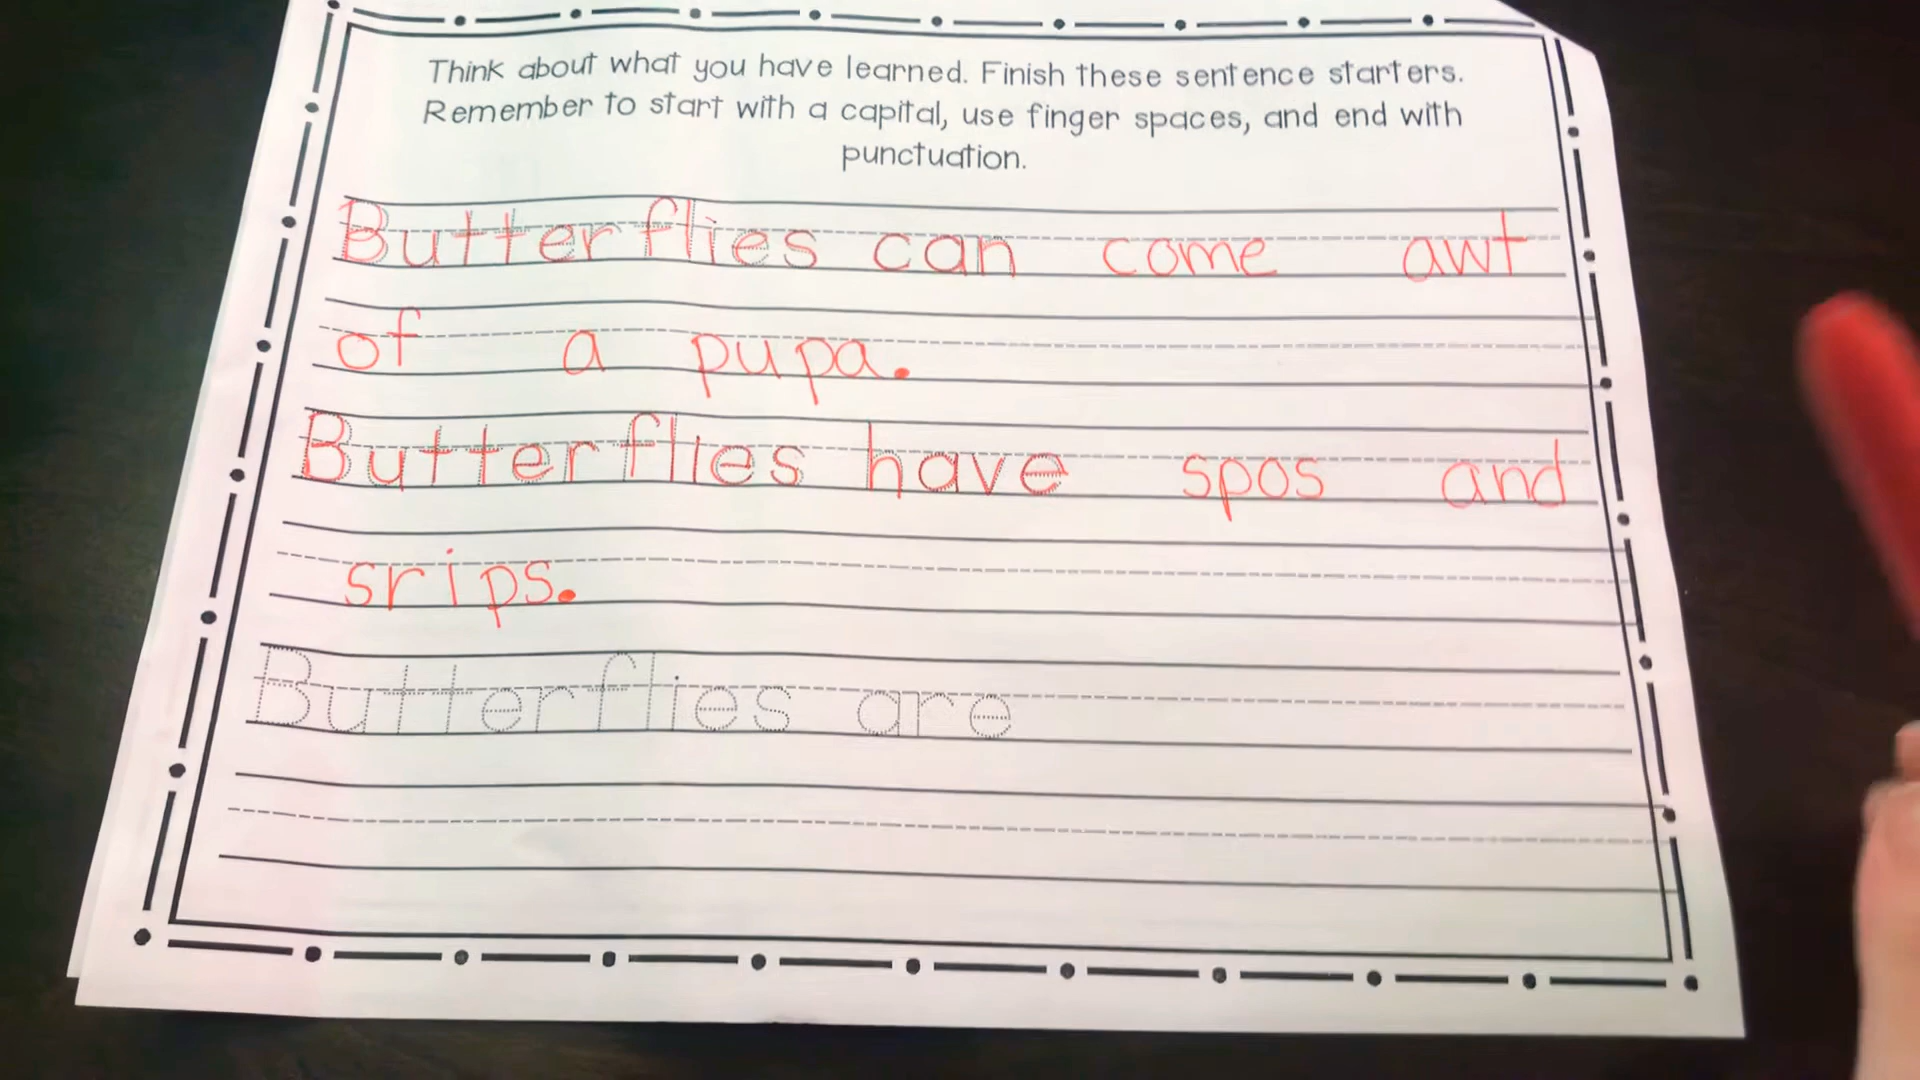 Think about what you have learned. Finish these sentence starters.
Remember to start with a capital, use finger spaces, and end with
punctuation.
Butterflies can come awt
of a pupa.
Butterflies have spos and
srips.
Butterflies are